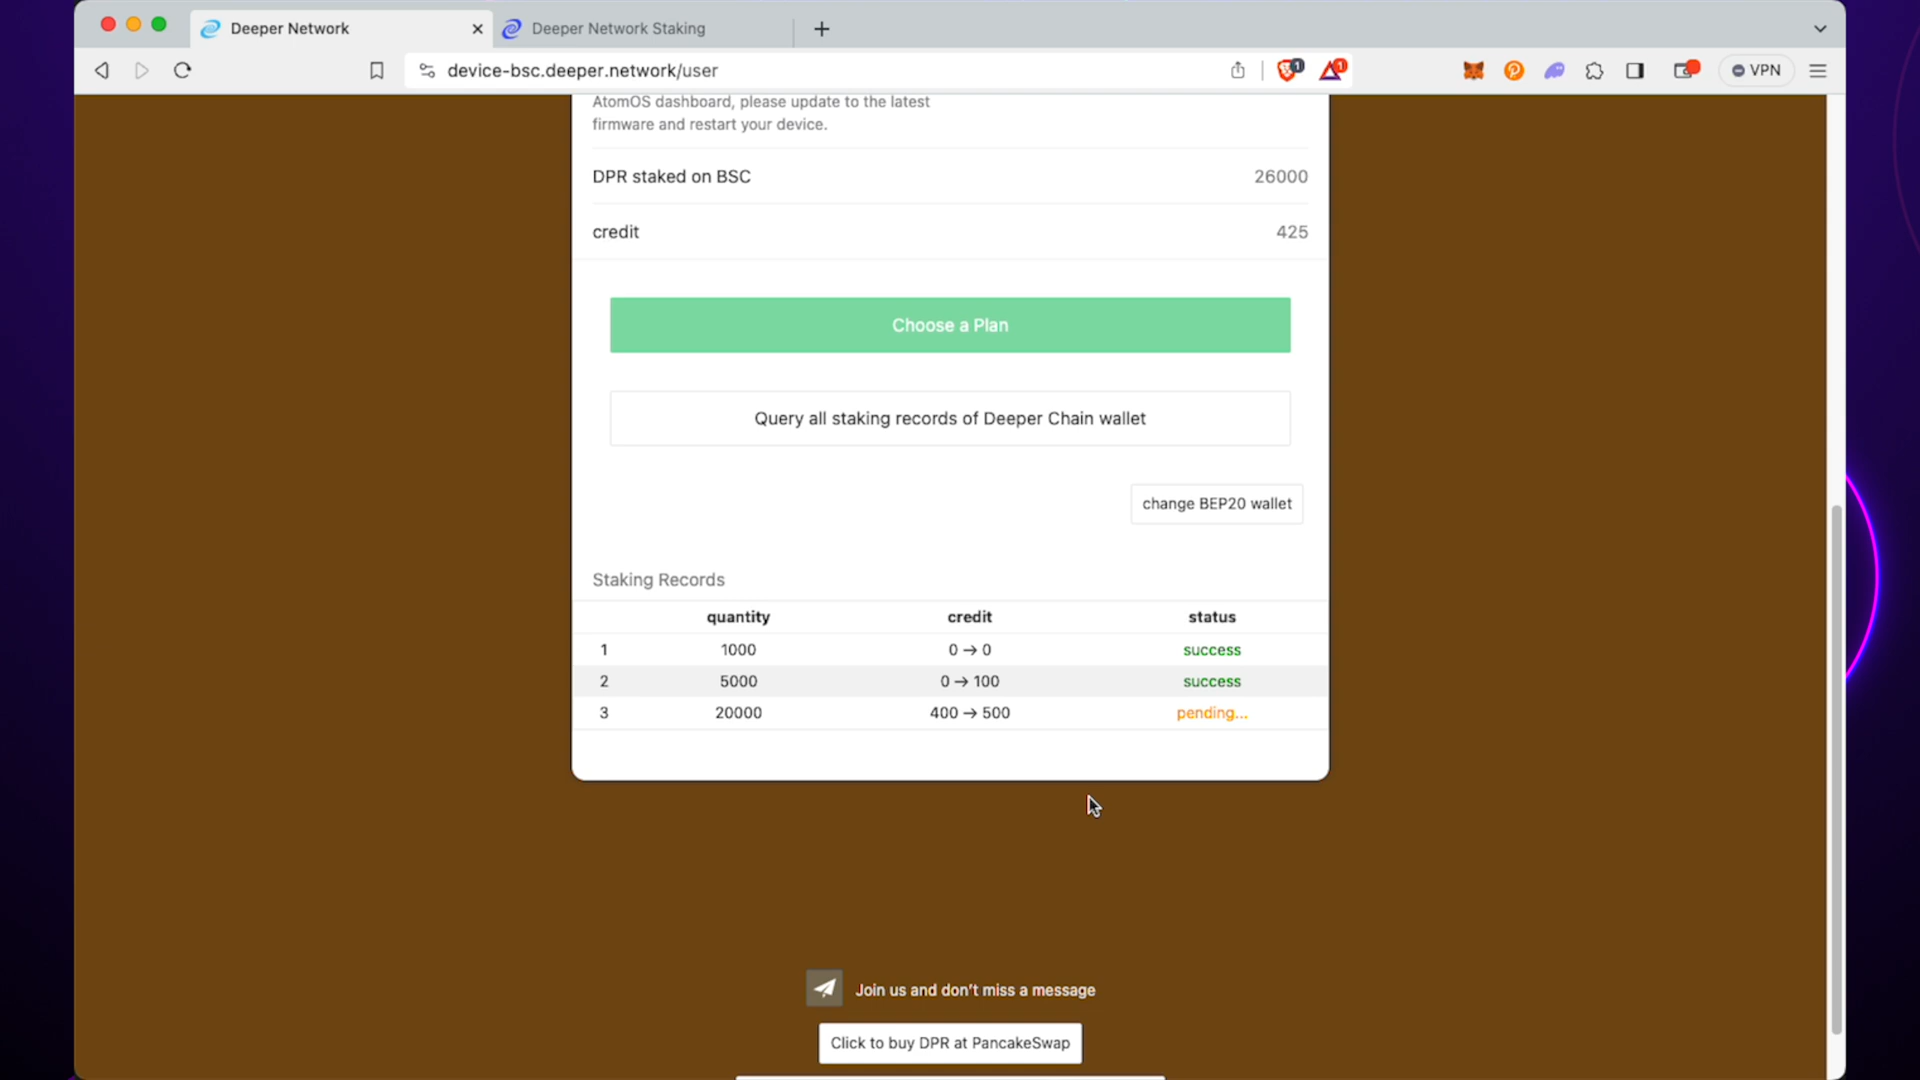 Deeper Network
Deeper Network Staking
device-bsc.deeper.network/user
1
1
VPN
AtomOS dashboard, please update to the latest
firmware and restart your device.
DPR staked on BSC 26000
credit 425
Choose a Plan
Query all staking records of Deeper Chain wallet
change BEP20 wallet
Staking Records
quantity credit status
1 1000 0 → 0 success
2 5000 0 → 100 success
3 20000 400 → 500 pending...
Join us and don't miss a message
Click to buy DPR at PancakeSwap